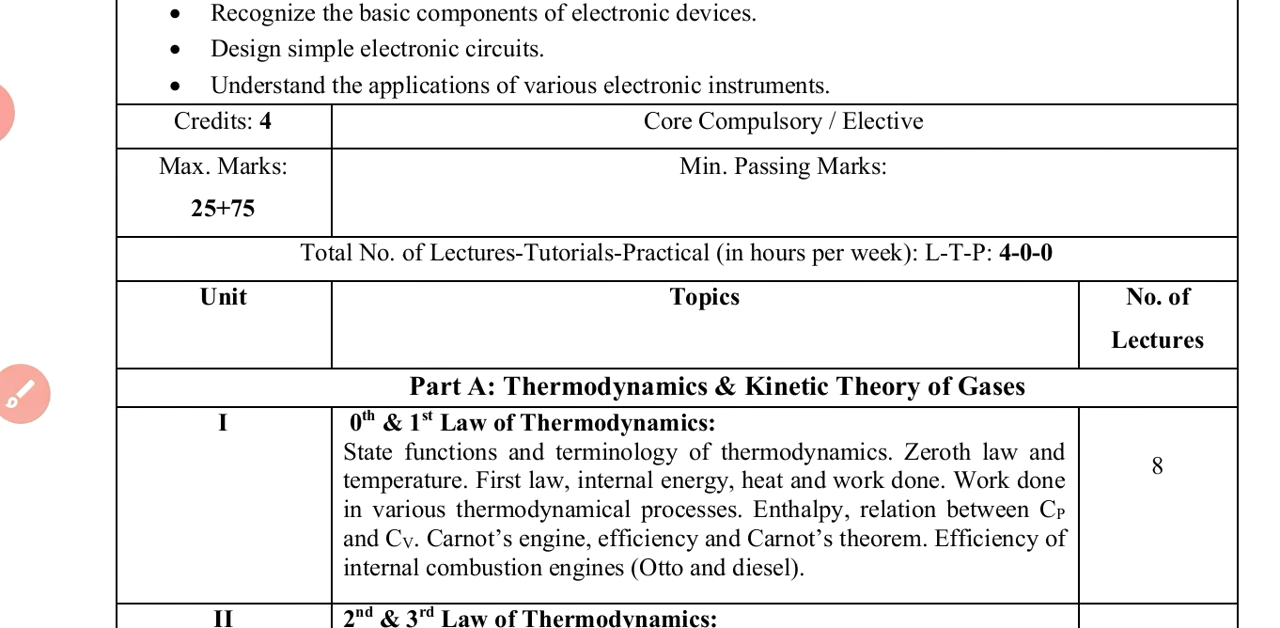 • Recognize the basic components of electronic devices.
• Design simple electronic circuits.
• Understand the applications of various electronic instruments.
Credits: 4 Core Compulsory / Elective
Max. Marks: Min. Passing Marks:
25+75
Total No. of Lectures-Tutorials-Practical (in hours per week): L-T-P: 4-0-0
Unit Topics No. of
Lectures
Part A: Thermodynamics & Kinetic Theory of Gases
I 0th & 1st Law of Thermodynamics:
State functions and terminology of thermodynamics. Zeroth law and
temperature. First law, internal energy, heat and work done. Work done
in various thermodynamical processes. Enthalpy, relation between CP
and CV. Carnot’s engine, efficiency and Carnot’s theorem. Efficiency of
internal combustion engines (Otto and diesel).
8
II 2nd & 3rd Law of Thermodynamics: